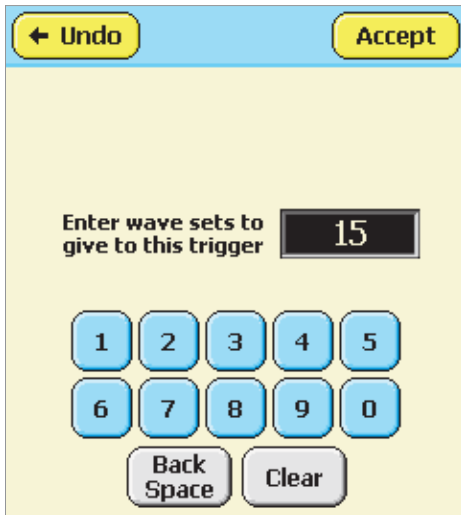 ← Undo
Accept
Enter wave sets to
give to this trigger
15
1 2 3 4 5
6 7 8 9 0
Back
Space
Clear